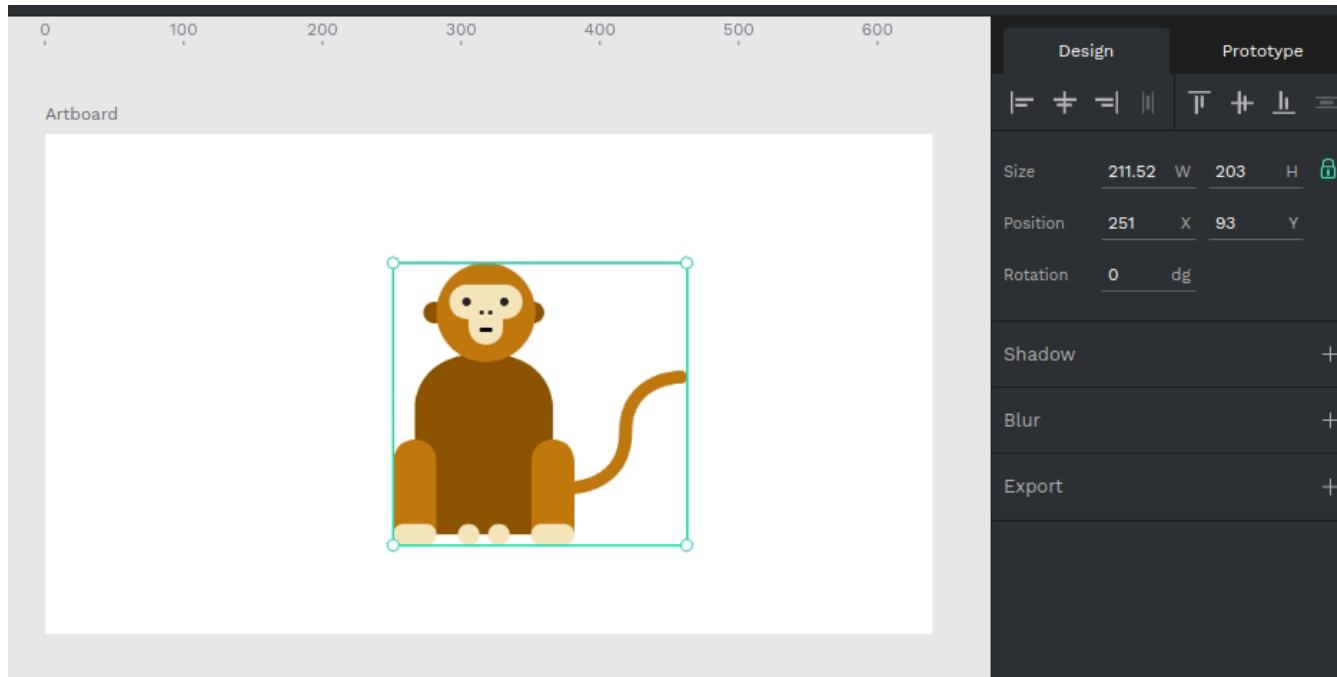 0 100 200 300 400 500 600
Design Prototype
Artboard
Size 211.52 W 203 H
Position 251 X 93 Y
Rotation 0 dg
Shadow
Blur
Export